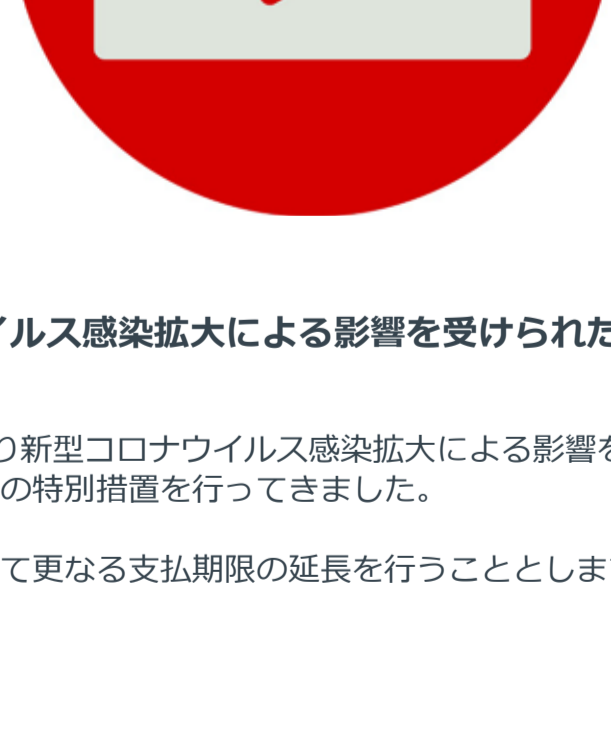 イルス感染拡大による影響を受けられた
り新型コロナウイルス感染拡大による影響を
の特別措置を行ってきました。
て更なる支払期限の延長を行うこととしま